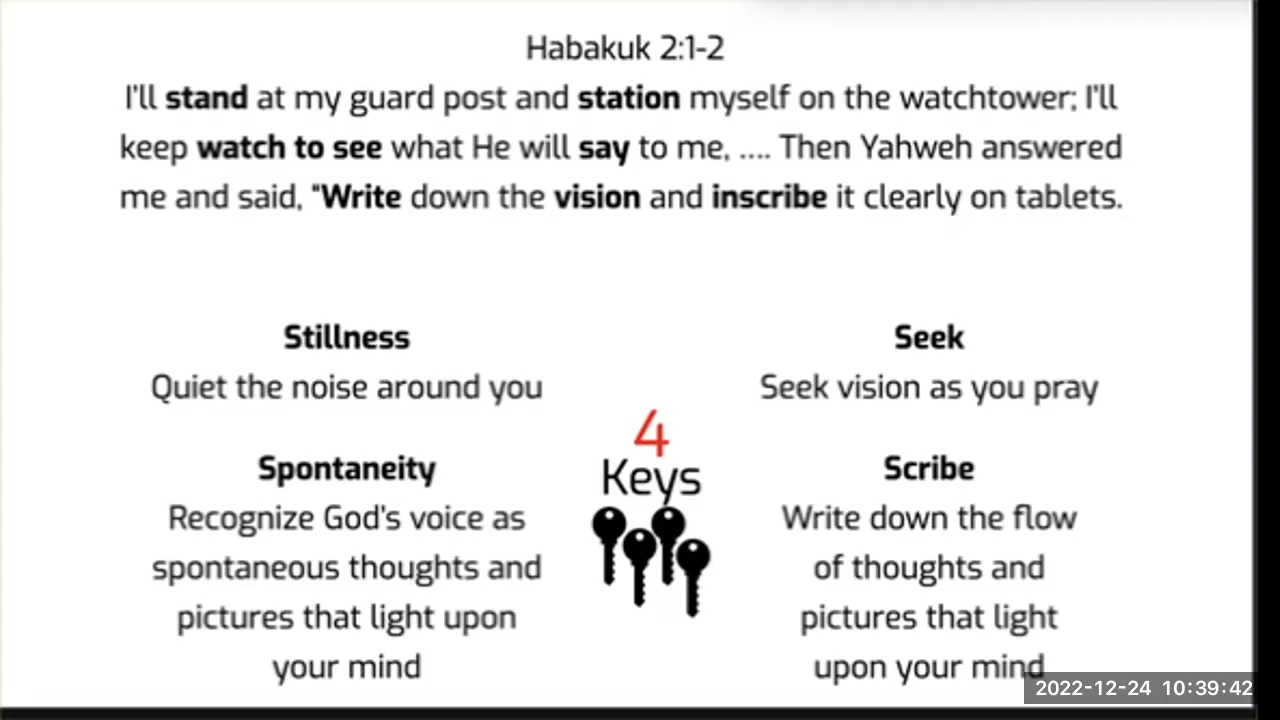 Habakuk 2:1-2
I'll stand at my guard post and station myself on the watchtower; I'll
keep watch to see what He will say to me, .... Then Yahweh answered
me and said, "Write down the vision and inscribe it clearly on tablets.
Stillness
Quiet the noise around you
Spontaneity
Recognize God's voice as
spontaneous thoughts and
pictures that light upon
your mind
4
Keys
Seek
Seek vision as you pray
Scribe
Write down the flow
of thoughts and
pictures that light
upon your mind
2022-12-24 10:39:42